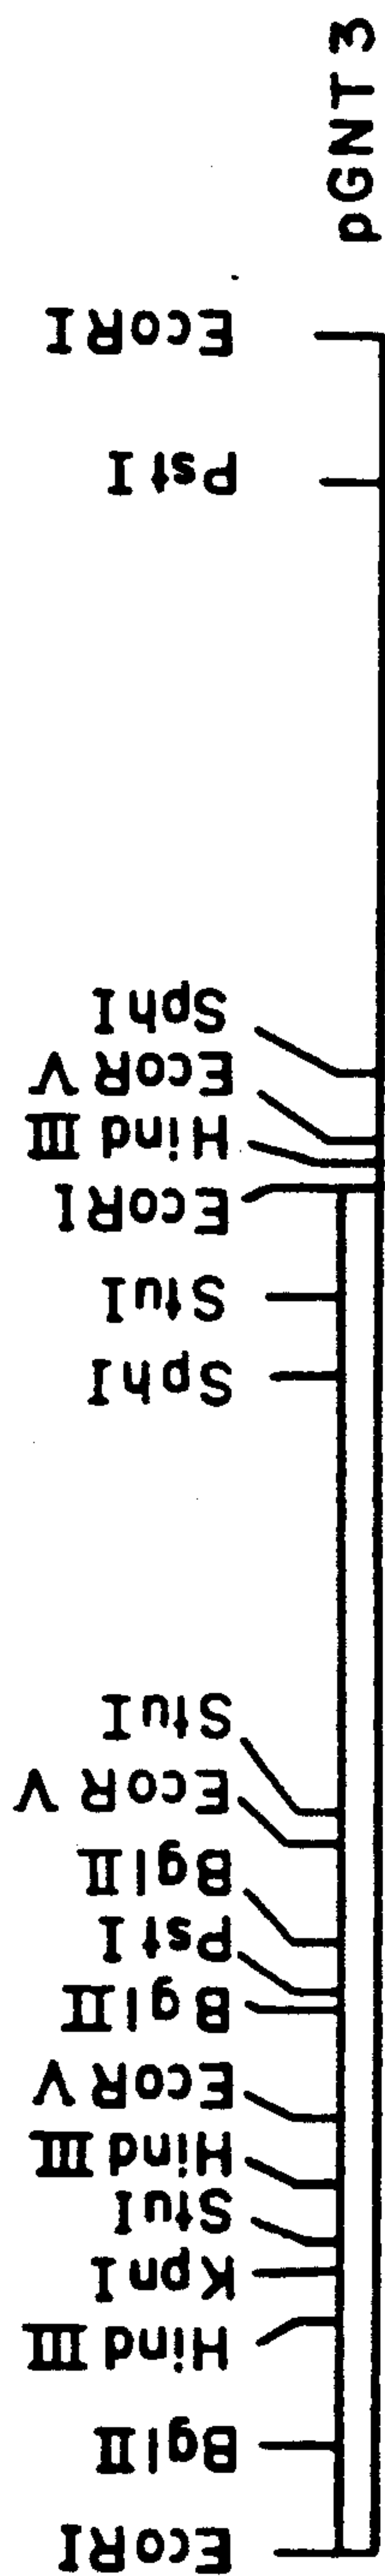 pGNT3
EcoRI
PstI
SphI
EcoRV
HindIII
EcoRI
StuI
SphI
StuI
EcoRV
BglII
PstI
BglII
EcoRV
HindIII
StuI
KpnI
HindIII
BglII
EcoRI